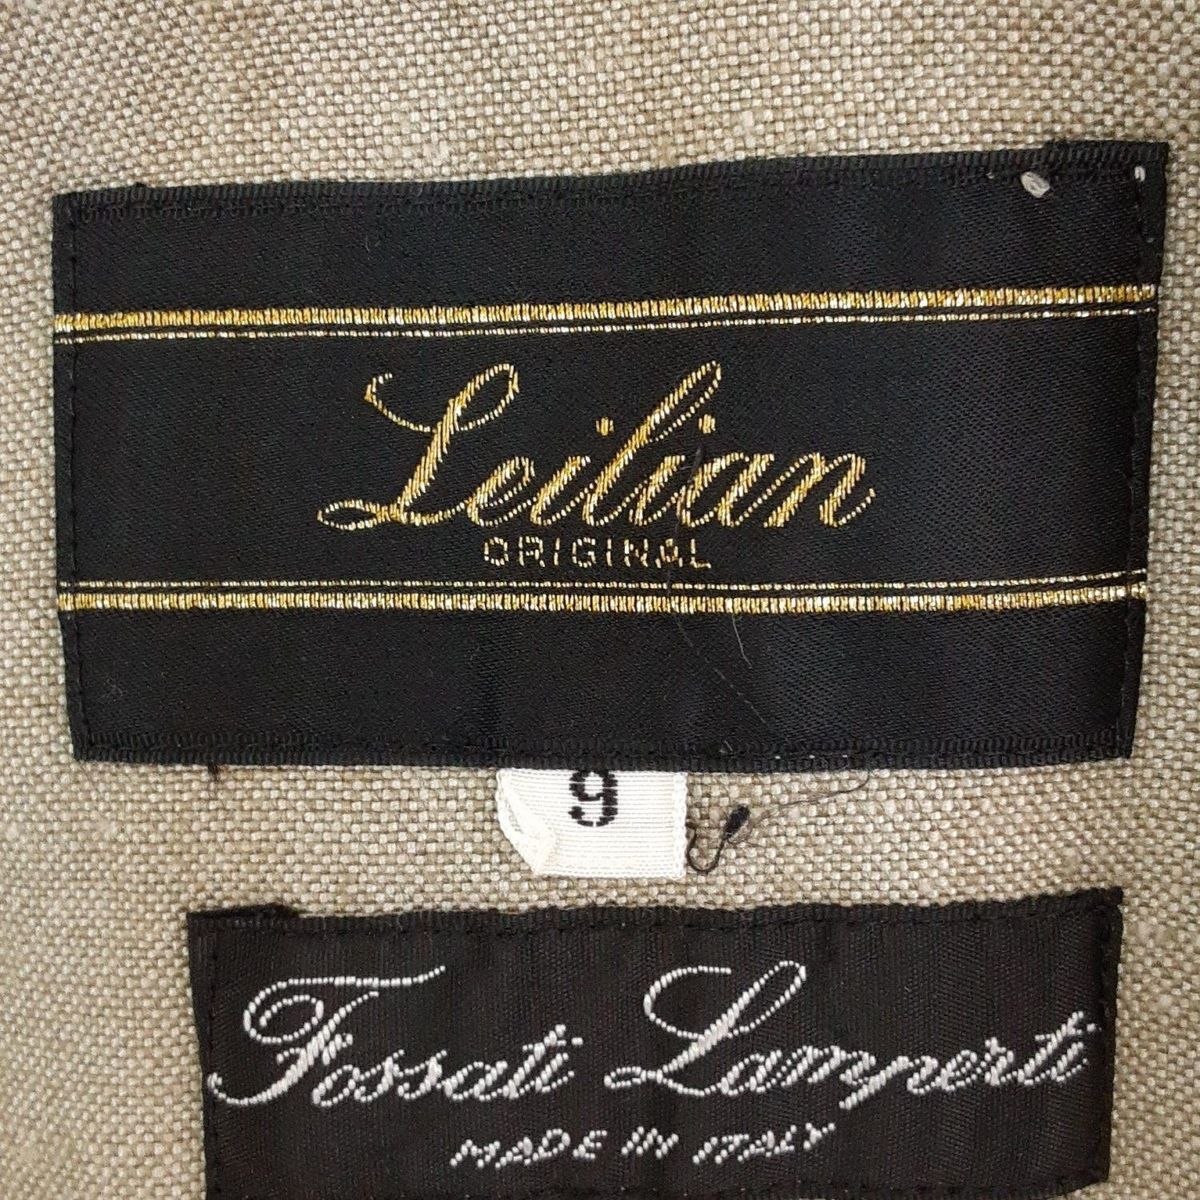 Leilian
ORIGINAL
9
Fossati Lamperti
MADE IN ITALY